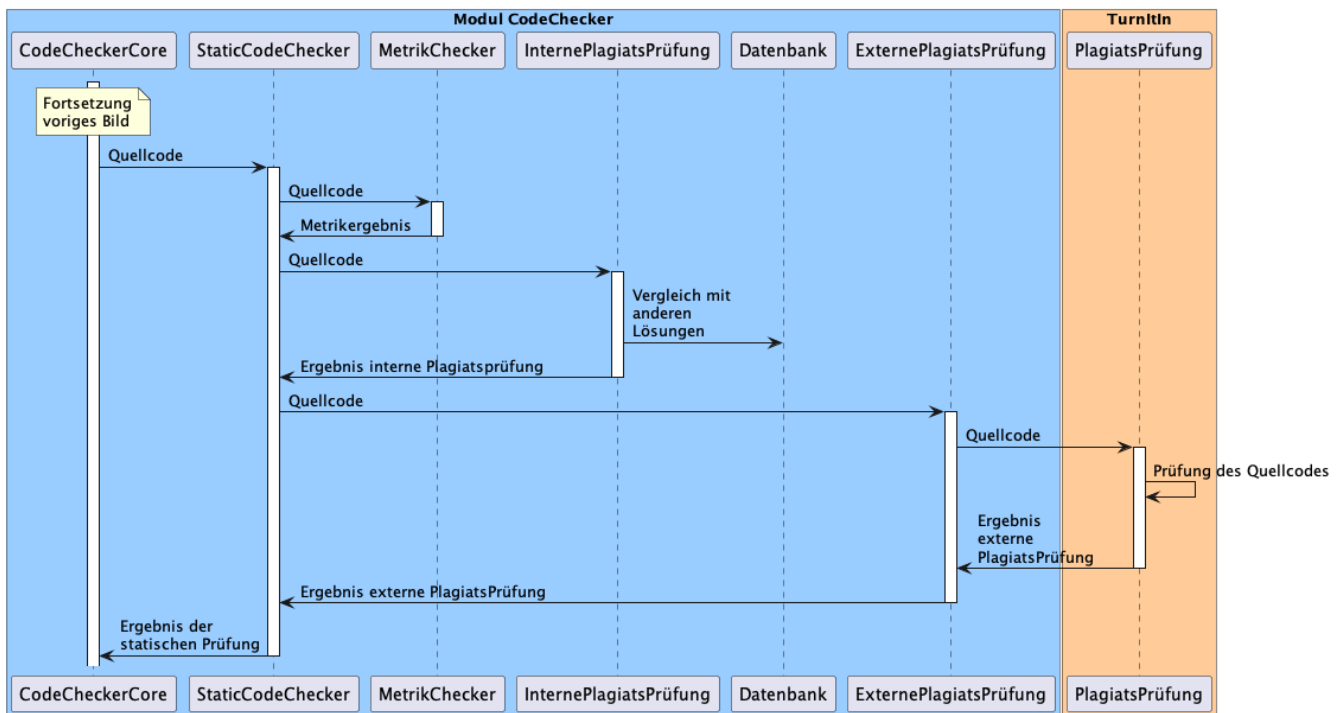 Modul CodeChecker
TurnItIn
CodeCheckerCore
StaticCodeChecker
MetrikChecker
InternePlagiatsPrüfung
Datenbank
ExternePlagiatsPrüfung
PlagiatsPrüfung
Fortsetzung
voriges Bild
Quellcode
Quellcode
Metrikergebnis
Quellcode
Vergleich mit
anderen
Lösungen
Ergebnis interne Plagiatsprüfung
Quellcode
Quellcode
Prüfung des Quellcodes
Ergebnis
externe
PlagiatsPrüfung
Ergebnis externe PlagiatsPrüfung
Ergebnis der
statischen Prüfung
CodeCheckerCore
StaticCodeChecker
MetrikChecker
InternePlagiatsPrüfung
Datenbank
ExternePlagiatsPrüfung
PlagiatsPrüfung